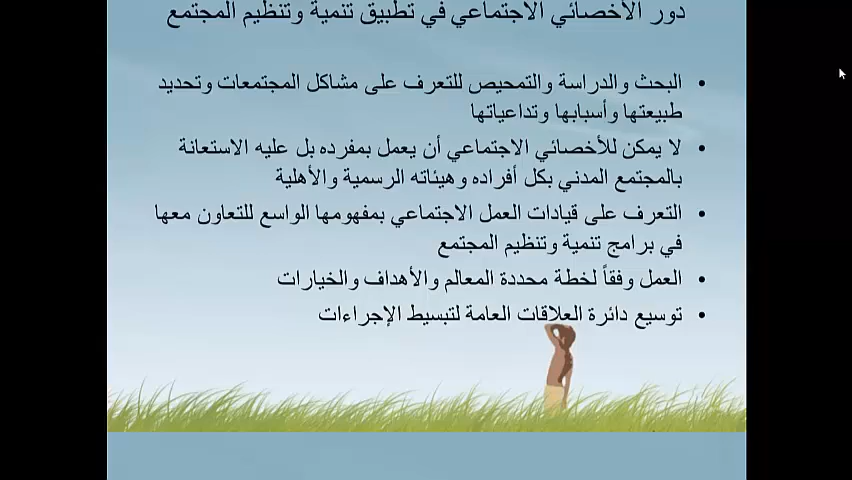 دور الأخصائي الاجتماعي في تطبيق تنمية وتنظيم المجتمع
• البحث والدراسة والتمحيص للتعرف على مشاكل المجتمعات وتحديد
طبيعتها وأسبابها وتداعياتها
• لا يمكن للأخصائي الاجتماعي أن يعمل بمفرده بل عليه الاستعانة
بالمجتمع المدني بكل أفراده وهيئاته الرسمية والأهلية
• التعرف على قيادات العمل الاجتماعي بمفهومها الواسع للتعاون معها
في برامج تنمية وتنظيم المجتمع
• العمل وفقاً لخطة محددة المعالم والأهداف والخيارات
• توسيع دائرة العلاقات العامة لتبسيط الإجراءات